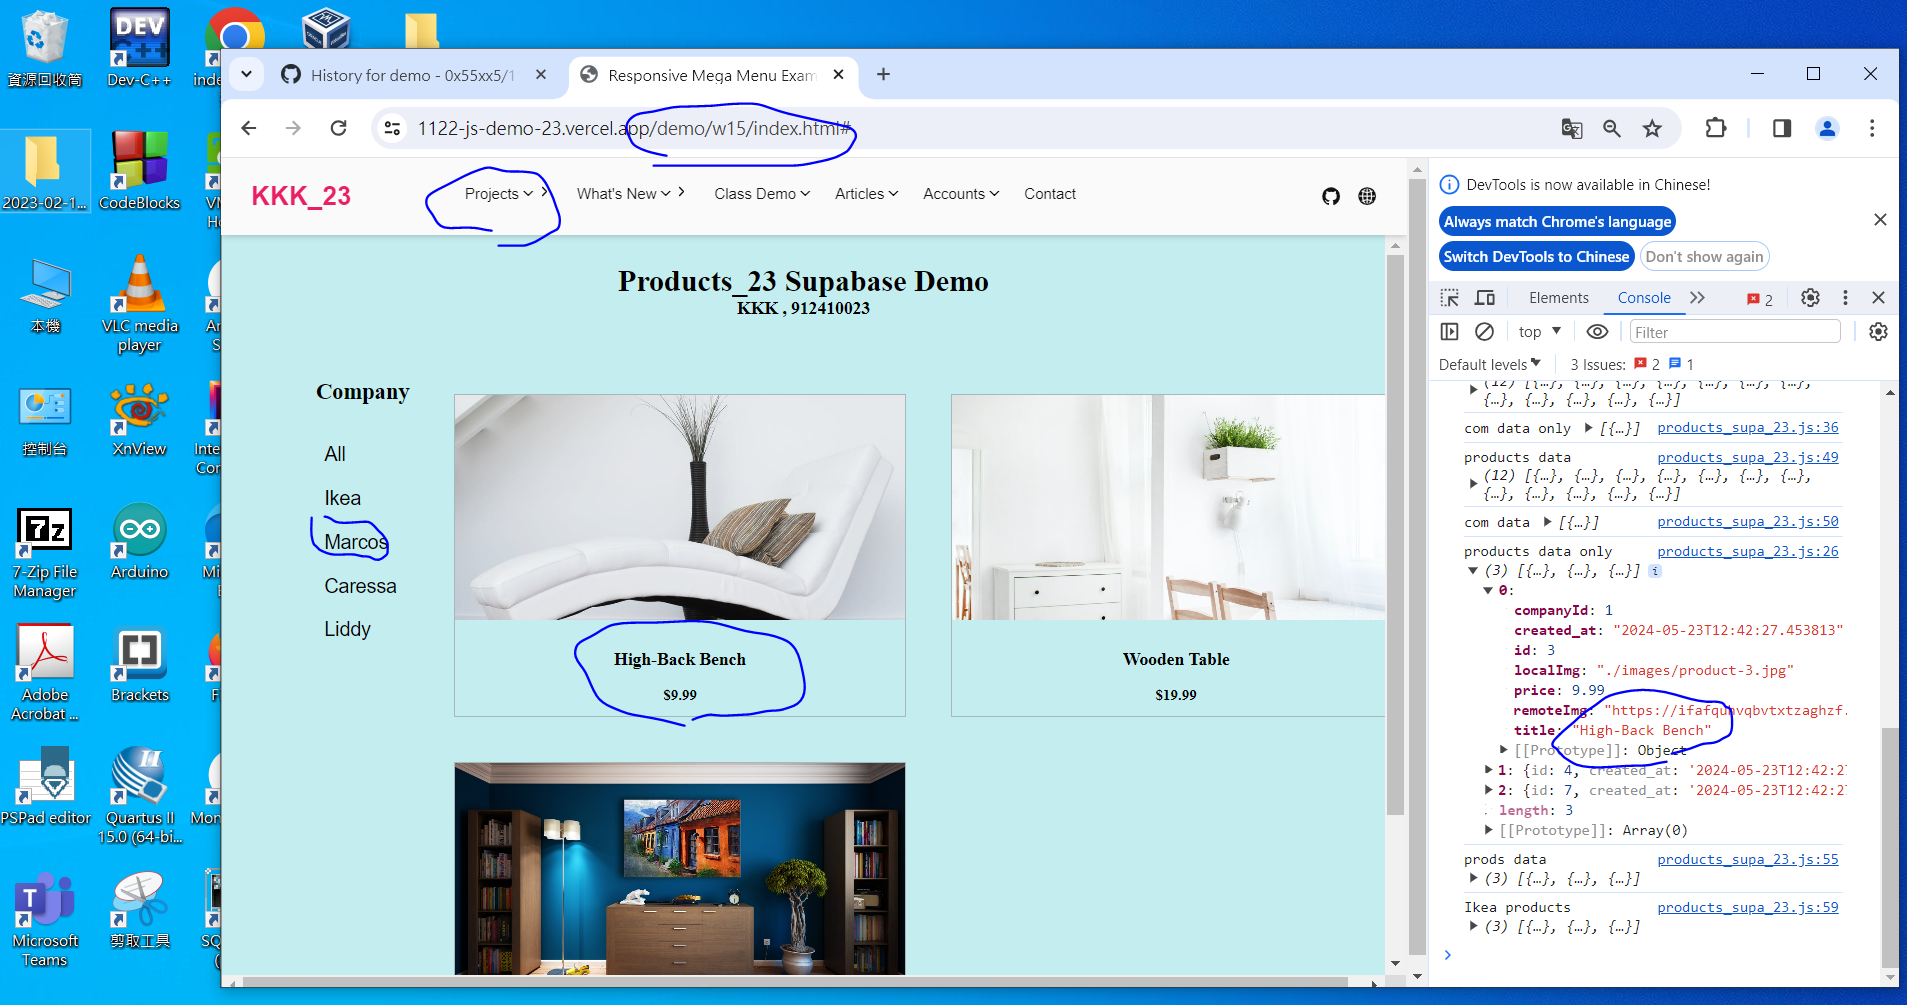 資源回收筒
Dev-C++
DEV
2023-02-1...
CodeBlocks
本機
VLC media
player
控制台
XnView
7z
7-Zip File
Manager
Arduino
Adobe
Acrobat ...
Brackets
PSPad editor
Quartus II
15.0 (64-bi...
Microsoft
Teams
剪取工具
History for demo - 0x55xx5/1
Responsive Mega Menu Exam
1122-js-demo-23.vercel.app/demo/w15/index.html#
KKK_23
Projects
What's New
Class Demo
Articles
Accounts
Contact
Products_23 Supabase Demo
KKK , 912410023
Company
All
Ikea
Marcos
Caressa
Liddy
High-Back Bench
$9.99
Wooden Table
$19.99
DevTools is now available in Chinese!
Always match Chrome's language
Switch DevTools to Chinese
Don't show again
Elements
Console
2
top
Filter
Default levels
3 Issues: 2 1
(12) [{…}, {…}, {…}, {…}, {…}, {…}, {…},
{…}, {…}, {…}, {…}, {…}]
com data only [{…}] products_supa_23.js:36
products data products_supa_23.js:49
(12) [{…}, {…}, {…}, {…}, {…}, {…}, {…},
{…}, {…}, {…}, {…}, {…}]
com data [{…}] products_supa_23.js:50
products data only products_supa_23.js:26
(3) [{…}, {…}, {…}] i
0:
companyId: 1
created_at: "2024-05-23T12:42:27.453813"
id: 3
localImg: "./images/product-3.jpg"
price: 9.99
remoteImg: "https://ifafquhvqbvtxtzaghzf.
title: "High-Back Bench"
[[Prototype]]: Object
1: {id: 4, created_at: '2024-05-23T12:42:27
2: {id: 7, created_at: '2024-05-23T12:42:27
length: 3
[[Prototype]]: Array(0)
prods data products_supa_23.js:55
(3) [{…}, {…}, {…}]
Ikea products products_supa_23.js:59
(3) [{…}, {…}, {…}]